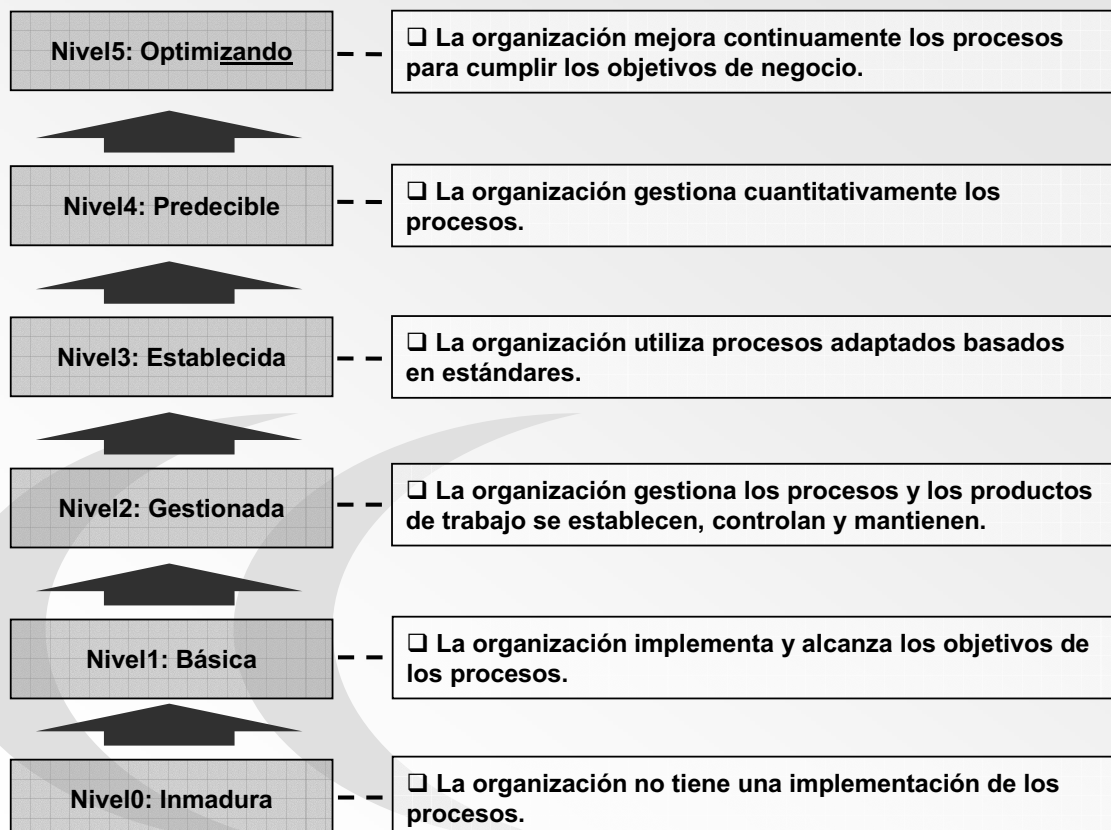 Nivel5: Optimizando
❑ La organización mejora continuamente los procesos
para cumplir los objetivos de negocio.
Nivel4: Predecible
❑ La organización gestiona cuantitativamente los
procesos.
Nivel3: Establecida
❑ La organización utiliza procesos adaptados basados
en estándares.
Nivel2: Gestionada
❑ La organización gestiona los procesos y los productos
de trabajo se establecen, controlan y mantienen.
Nivel1: Básica
❑ La organización implementa y alcanza los objetivos de
los procesos.
Nivel0: Inmadura
❑ La organización no tiene una implementación de los
procesos.